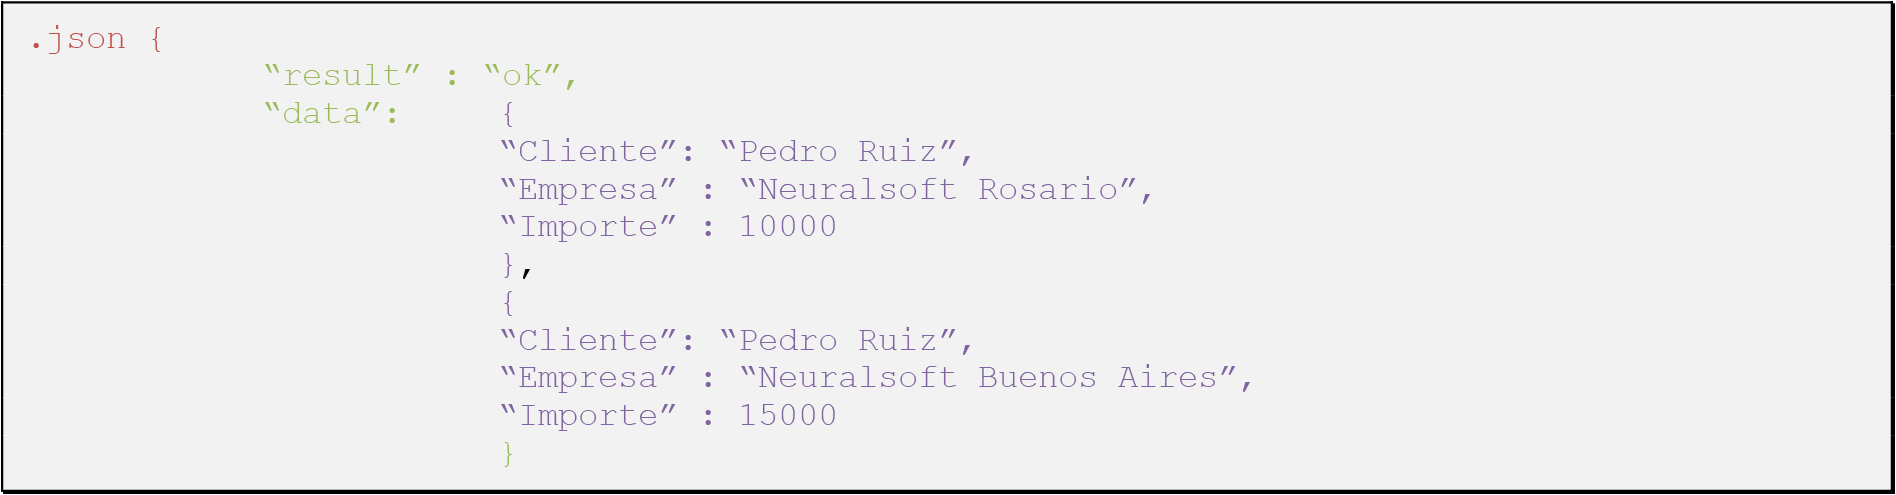 .json {
“result” : “ok”,
“data”: {
“Cliente”: “Pedro Ruiz”,
“Empresa” : “Neuralsoft Rosario”,
“Importe” : 10000
},
{
“Cliente”: “Pedro Ruiz”,
“Empresa” : “Neuralsoft Buenos Aires”,
“Importe” : 15000
}